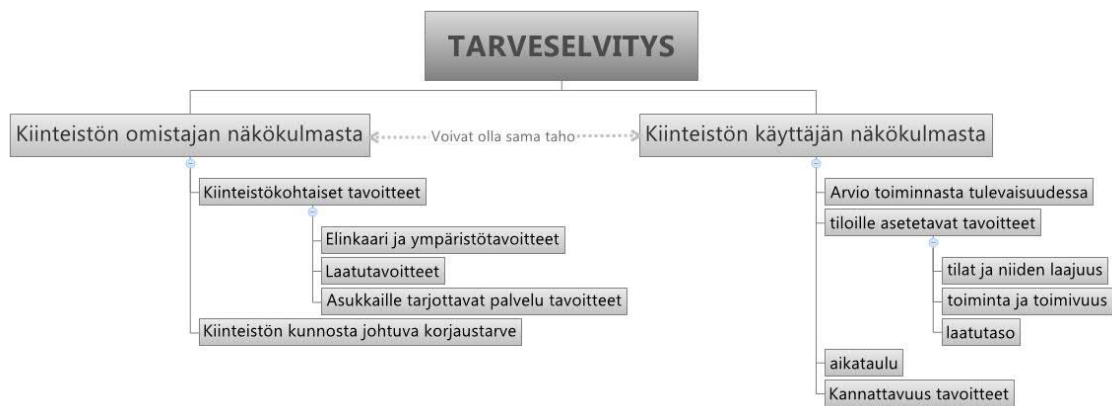 TARVESELVITYS
Kiinteistön omistajan näkökulmasta
Voivat olla sama taho
Kiinteistön käyttäjän näkökulmasta
Kiinteistökohtaiset tavoitteet
Elinkaari ja ympäristötavoitteet
Laatutavoitteet
Asukkaille tarjottavat palvelu tavoitteet
Kiinteistön kunnosta johtuva korjaustarve
Arvio toiminnasta tulevaisuudessa
tiloille asetetavat tavoitteet
tilat ja niiden laajuus
toiminta ja toimivuus
laatutaso
aikataulu
Kannattavuus tavoitteet